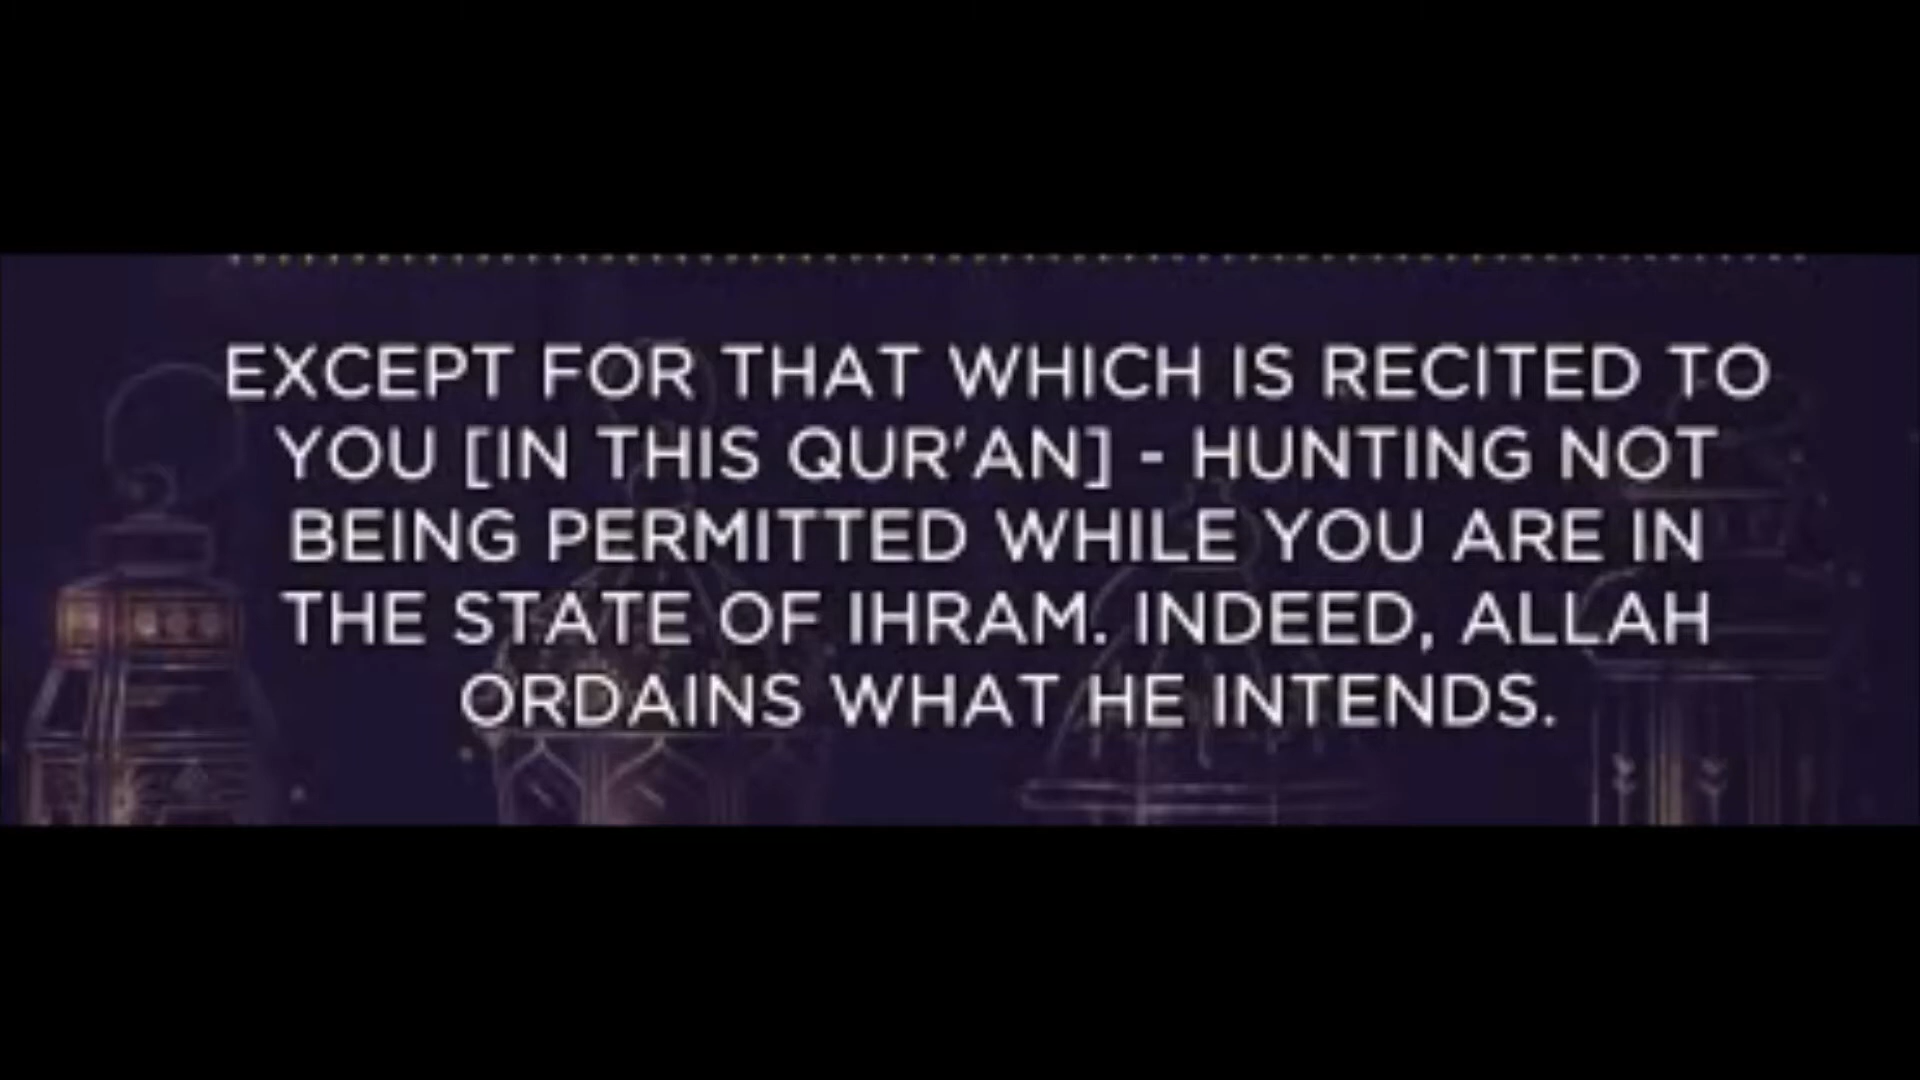 EXCEPT FOR THAT WHICH IS RECITED TO
YOU [IN THIS QUR'AN] - HUNTING NOT
BEING PERMITTED WHILE YOU ARE IN
THE STATE OF IHRAM. INDEED, ALLAH
ORDAINS WHAT HE INTENDS.